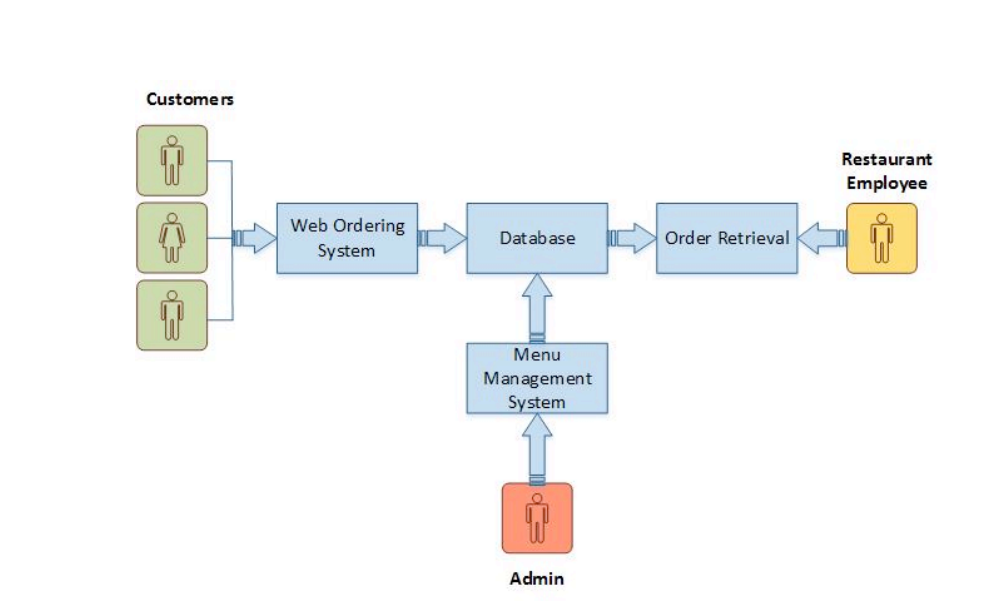 Customers
Restaurant
Employee
Web Ordering
System
Database
Order Retrieval
Menu
Management
System
Admin